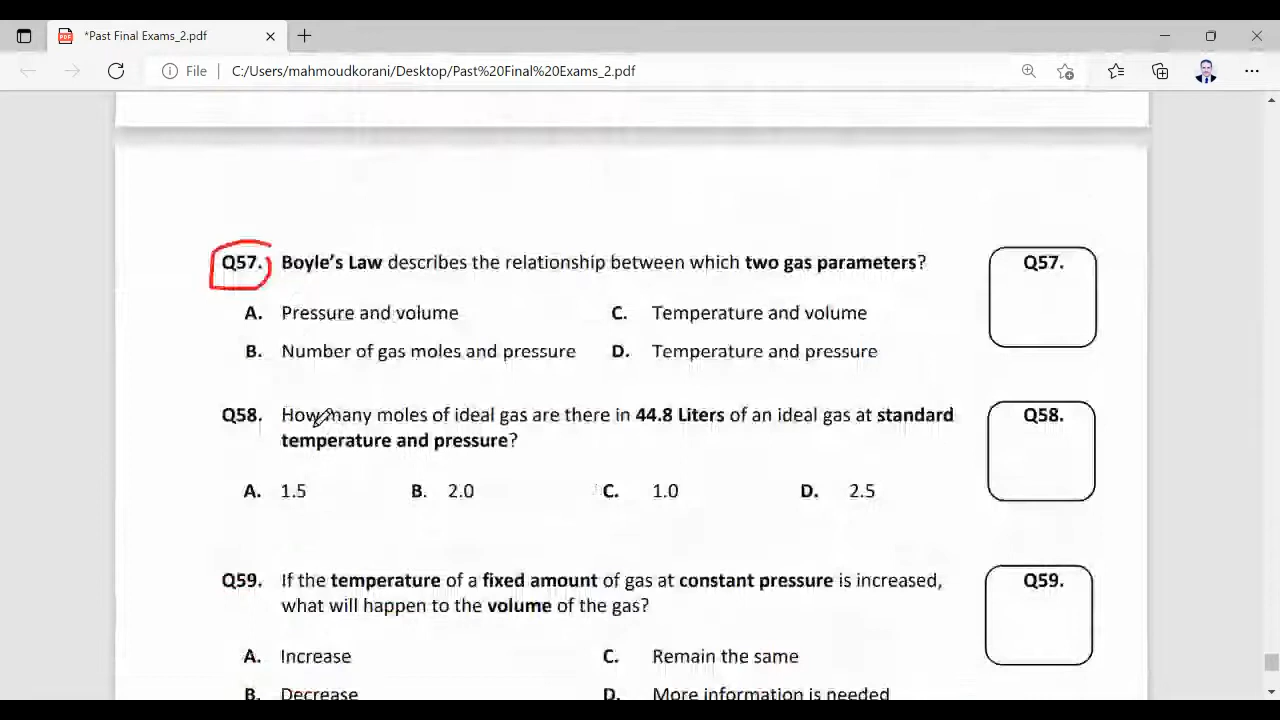 *Past Final Exams_2.pdf
File C:/Users/mahmoudkorani/Desktop/Past%20Final%20Exams_2.pdf
Q57. Boyle's Law describes the relationship between which two gas parameters? Q57.
A. Pressure and volume C. Temperature and volume
B. Number of gas moles and pressure D. Temperature and pressure
Q58. How many moles of ideal gas are there in 44.8 Liters of an ideal gas at standard Q58.
temperature and pressure?
A. 1.5 B. 2.0 C. 1.0 D. 2.5
Q59. If the temperature of a fixed amount of gas at constant pressure is increased, Q59.
what will happen to the volume of the gas?
A. Increase C. Remain the same
B. Decrease D. More information is needed